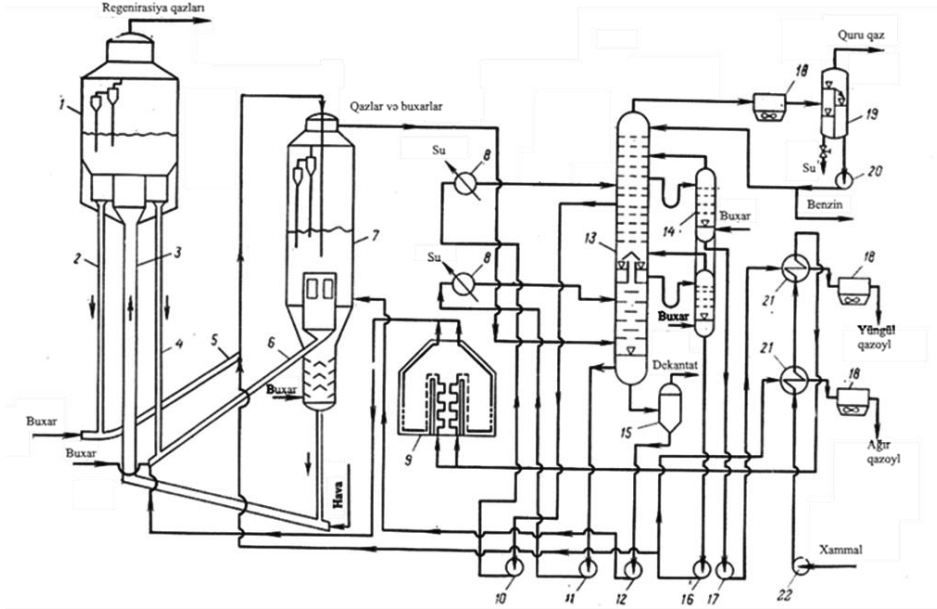 Regenirasiya qazları
Quru qaz
1
18
Qazlar və buxarlar
19
Su
8
Su
20
14
Buxar
Benzin
2
3
7
13
Su
8
18
21
5
4
6
Buxar
Yüngül
qazoyl
Dekantat
21
18
Buxar
15
Buxar
9
Ağır
qazoyl
Buxar
Hava
Xammal
10
11
12
16
17
22